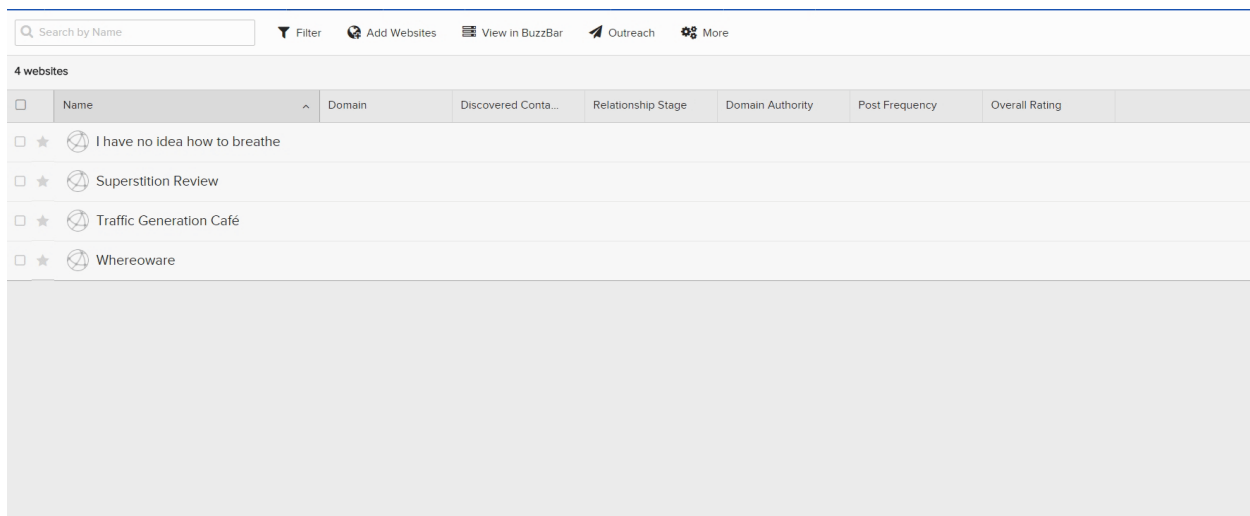 Search by Name Filter Add Websites View in BuzzBar Outreach More
4 websites
Name Domain Discovered Conta... Relationship Stage Domain Authority Post Frequency Overall Rating
I have no idea how to breathe
Superstition Review
Traffic Generation Café
Whereoware